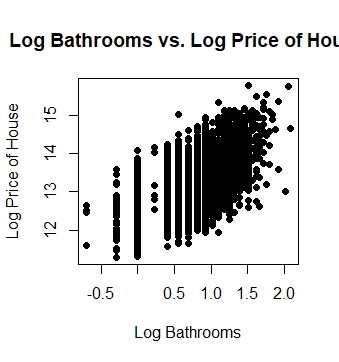 Log Bathrooms vs. Log Price of Hou
Log Price of House
15
14
13
12
-0.5 0.5 1.0 1.5 2.0
Log Bathrooms